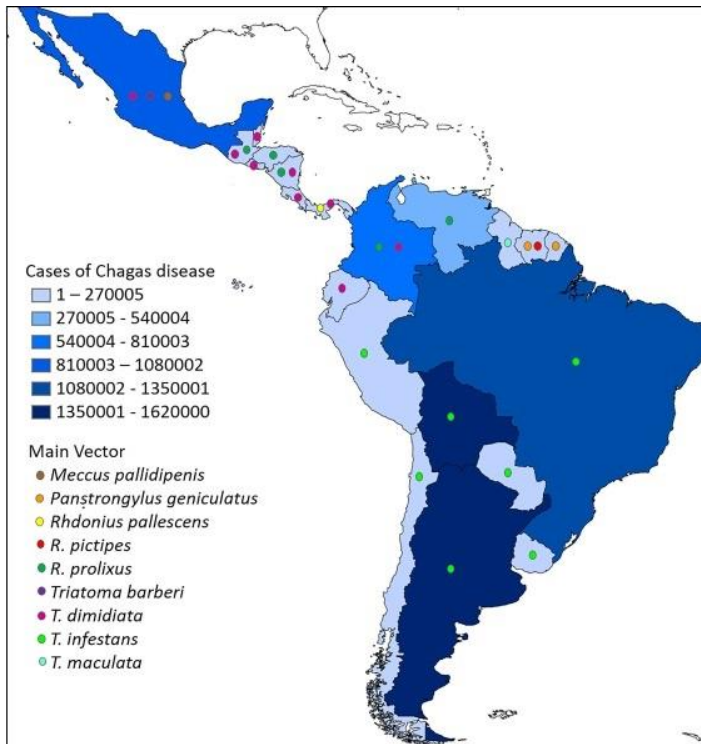 Cases of Chagas disease
1 – 270005
270005 - 540004
540004 - 810003
810003 – 1080002
1080002 - 1350001
1350001 - 1620000
Main Vector
Meccus pallidipenis
Panstrongylus geniculatus
Rhdonius pallescens
R. pictipes
R. prolixus
Triatoma barberi
T. dimidiata
T. infestans
T. maculata